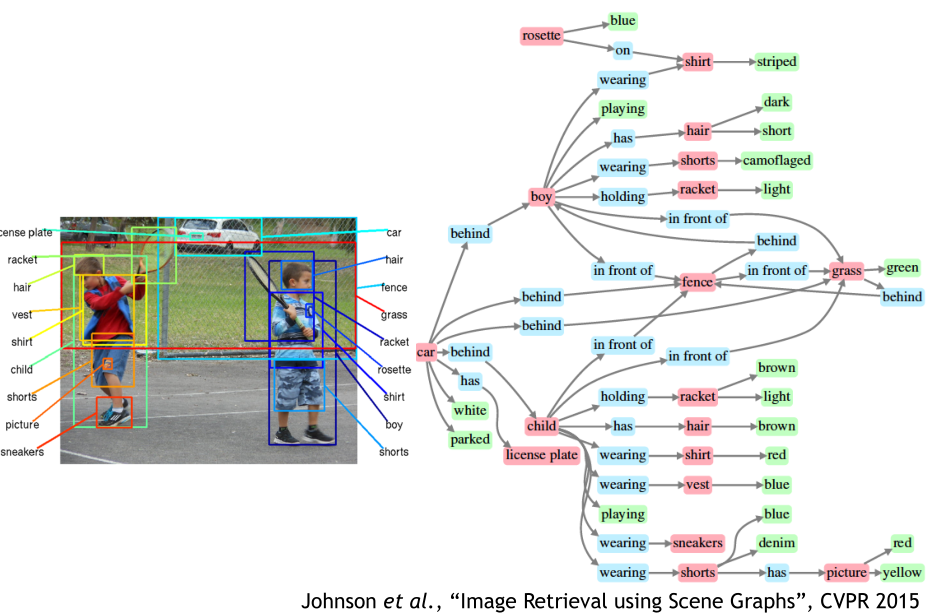 cense plate
racket
hair
vest
shirt
child
shorts
picture
sneakers
car
hair
fence
grass
racket
rosette
shirt
boy
shorts
rosette
blue
on
shirt
striped
wearing
playing
has
hair
dark
short
wearing
shorts
camoflaged
boy
holding
racket
light
in front of
behind
behind
in front of
fence
in front of
grass
green
behind
behind
behind
in front of
car
behind
in front of
has
white
parked
license plate
child
holding
racket
brown
light
has
hair
brown
wearing
shirt
red
wearing
vest
blue
playing
wearing
sneakers
blue
denim
wearing
shorts
has
picture
red
yellow
Johnson et al., “Image Retrieval using Scene Graphs”, CVPR 2015